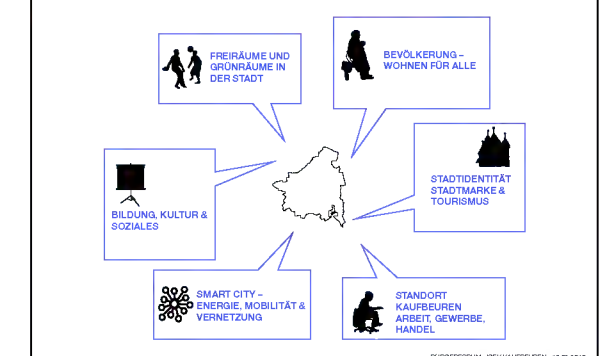 FREIRÄUME UND
GRÜNRÄUME IN
DER STADT
BEVÖLKERUNG –
WOHNEN FÜR ALLE
BILDUNG, KULTUR &
SOZIALES
STADTIDENTITÄT
STADTMARKE &
TOURISMUS
SMART CITY –
ENERGIE, MOBILITÄT &
VERNETZUNG
STANDORT
KAUFBEUREN
ARBEIT, GEWERBE,
HANDEL